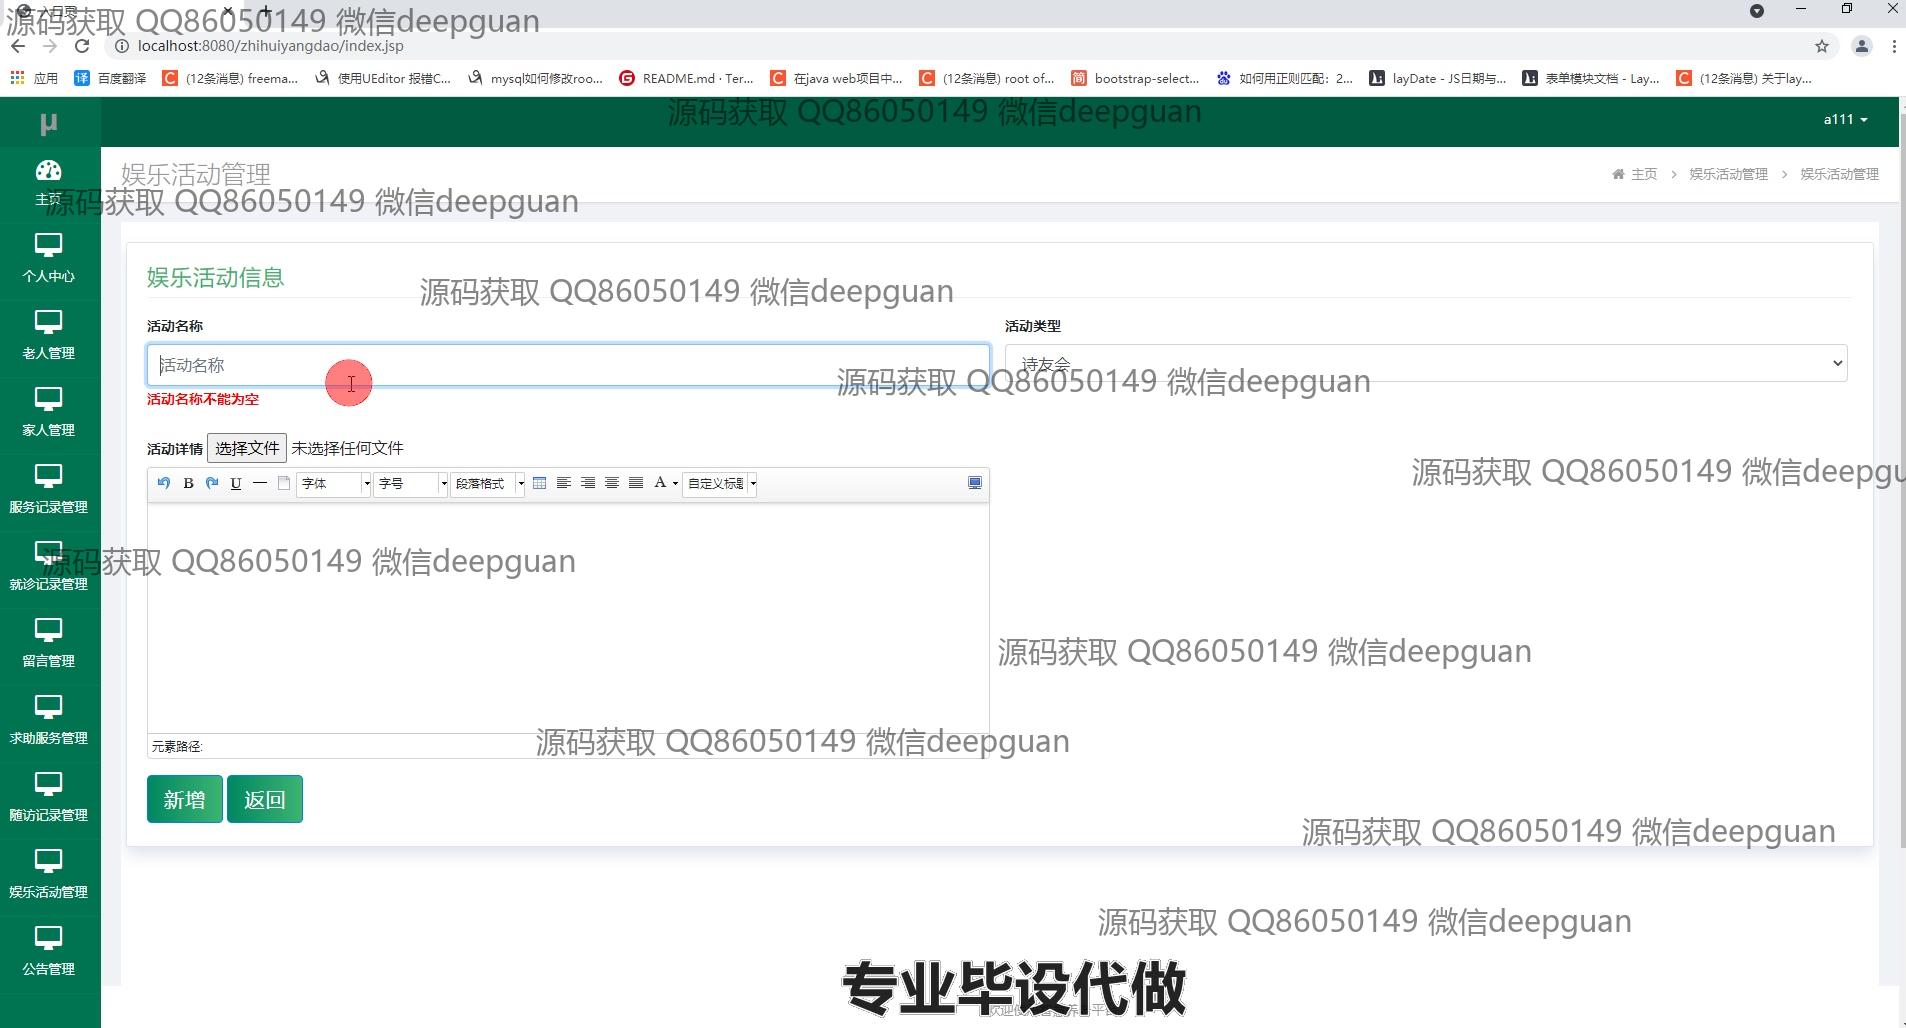 入口页
源码获取 QQ86050149 微信deepguan
localhost:8080/zhihuiyangdao/index.jsp
应用 百度翻译 (12条消息) freema... 使用UEditor 报错C... mysql如何修改roo... README.md · Ter... 在java web项目中... (12条消息) root of... bootstrap-select... 如何用正则匹配：2... layDate - JS日期与... 表单模块文档 - Lay... (12条消息) 关于lay...
μ
源码获取 QQ86050149 微信deepguan
a111
主页
娱乐活动管理
主页 > 娱乐活动管理 > 娱乐活动管理
源码获取 QQ86050149 微信deepguan
个人中心
娱乐活动信息
源码获取 QQ86050149 微信deepguan
活动名称
活动类型
老人管理
活动名称
诗友会
源码获取 QQ86050149 微信deepguan
活动名称不能为空
家人管理
活动详情 选择文件 未选择任何文件
源码获取 QQ86050149 微信deepgu
B U 字体 字号 段落格式 A 自定义标题
服务记录管理
源码获取 QQ86050149 微信deepguan
就诊记录管理
源码获取 QQ86050149 微信deepguan
留言管理
求助服务管理
元素路径:
源码获取 QQ86050149 微信deepguan
新增 返回
随访记录管理
源码获取 QQ86050149 微信deepguan
娱乐活动管理
源码获取 QQ86050149 微信deepguan
公告管理
专业毕设代做